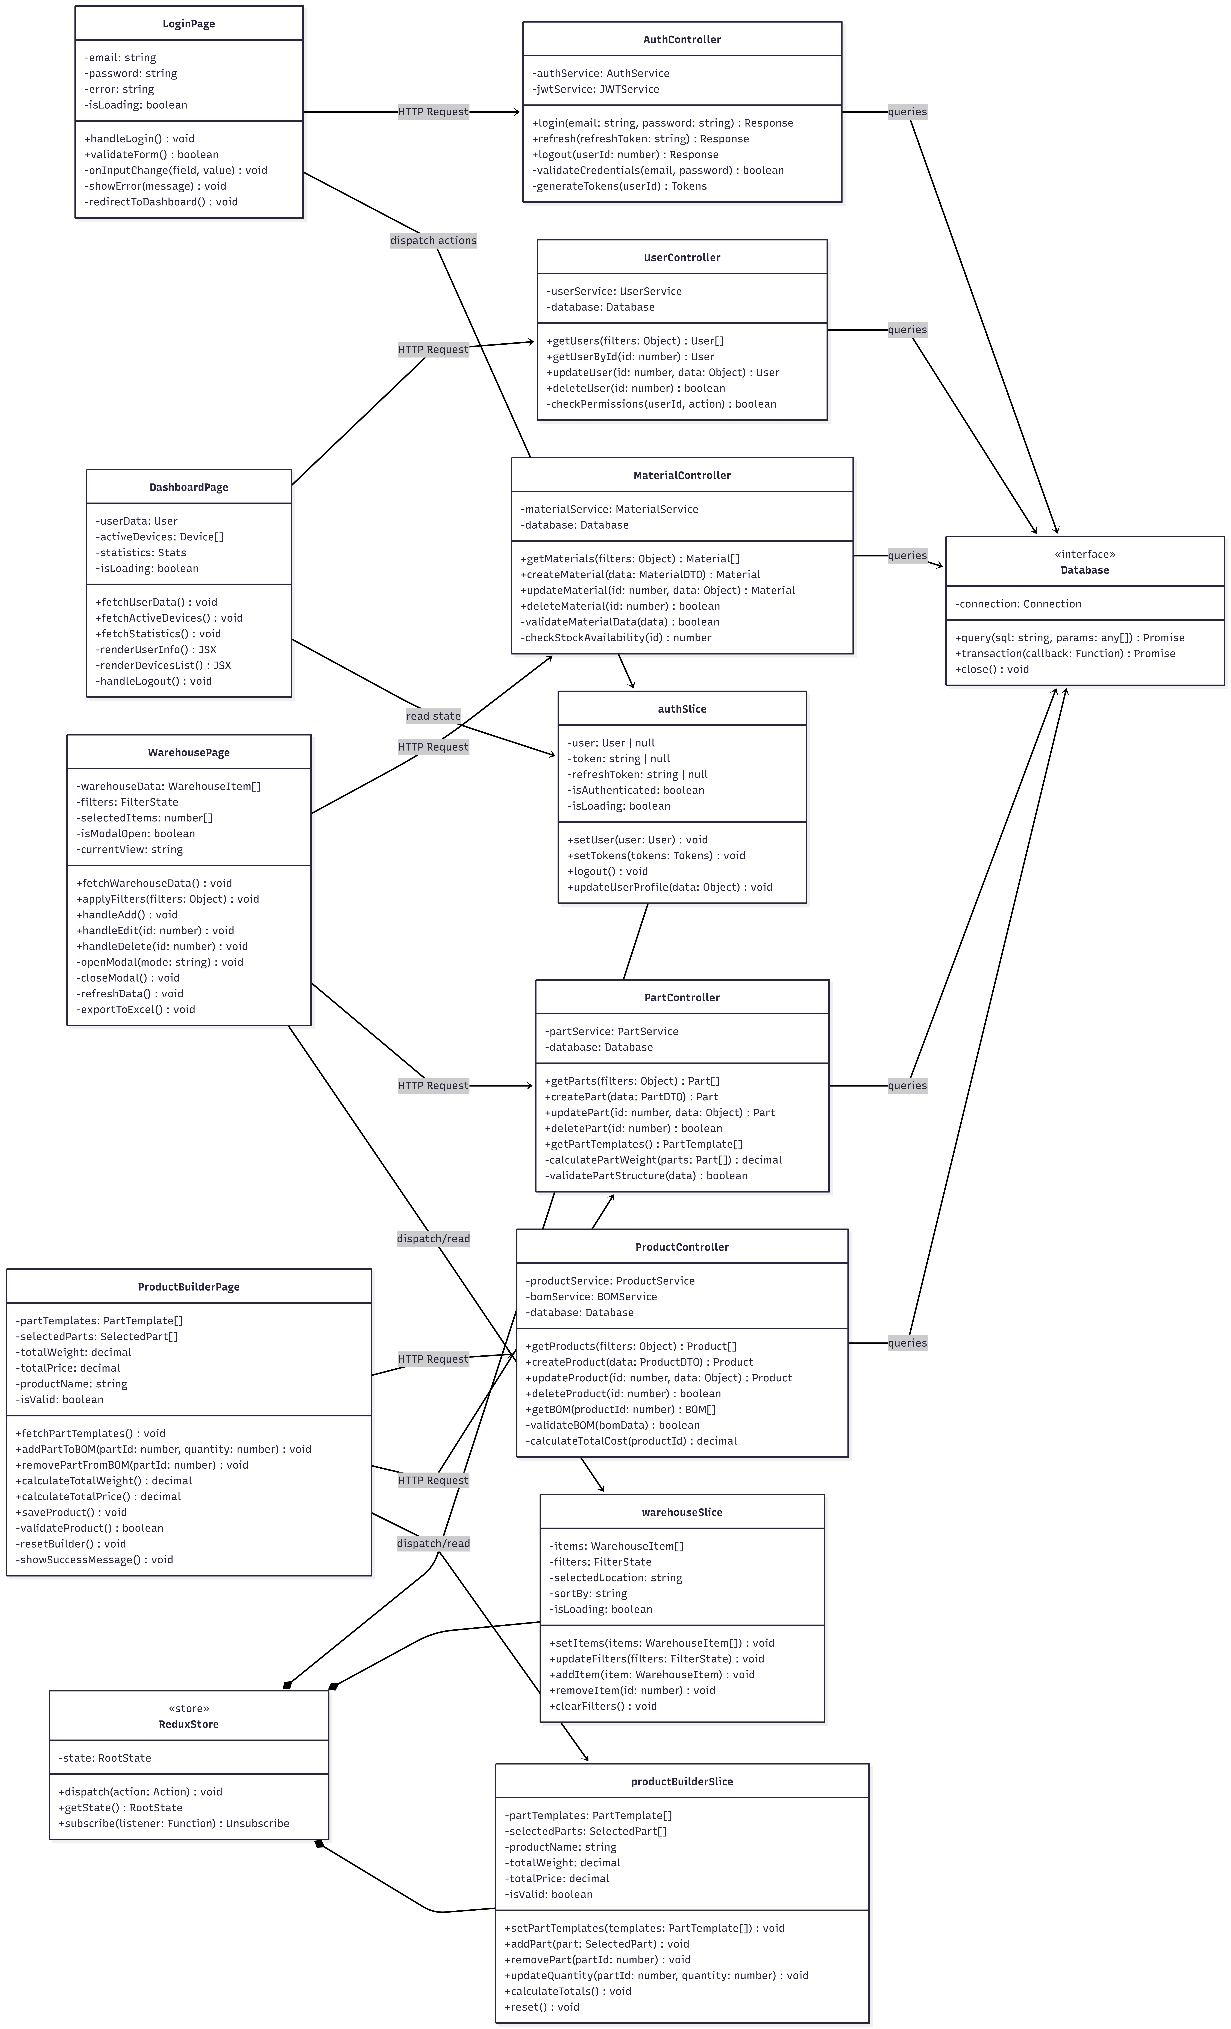 LoginPage
-email: string
-password: string
-error: string
-isLoading: boolean
+handleLogin() : void
+validateForm() : boolean
-onInputChange(field, value) : void
-showError(message) : void
-redirectToDashboard() : void
HTTP Request
AuthController
-authService: AuthService
-jwtService: JWTService
+login(email: string, password: string) : Response
+refresh(refreshToken: string) : Response
+logout(userId: number) : Response
-validateCredentials(email, password) : boolean
-generateTokens(userId) : Tokens
queries
dispatch actions
UserController
-userService: UserService
-database: Database
+getUsers(filters: Object) : User[]
+getUserById(id: number) : User
+updateUser(id: number, data: Object) : User
+deleteUser(id: number) : boolean
-checkPermissions(userId, action) : boolean
queries
HTTP Request
DashboardPage
-userData: User
-activeDevices: Device[]
-statistics: Stats
-isLoading: boolean
+fetchUserData() : void
+fetchActiveDevices() : void
+fetchStatistics() : void
-renderUserInfo() : JSX
-renderDevicesList() : JSX
-handleLogout() : void
MaterialController
-materialService: MaterialService
-database: Database
+getMaterials(filters: Object) : Material[]
+createMaterial(data: MaterialDTO) : Material
+updateMaterial(id: number, data: Object) : Material
+deleteMaterial(id: number) : boolean
-validateMaterialData(data) : boolean
-checkStockAvailability(id) : number
queries
«interface»
Database
-connection: Connection
+query(sql: string, params: any[]) : Promise
+transaction(callback: Function) : Promise
+close() : void
read state
HTTP Request
authSlice
-user: User | null
-token: string | null
-refreshToken: string | null
-isAuthenticated: boolean
-isLoading: boolean
+setUser(user: User) : void
+setTokens(tokens: Tokens) : void
+logout() : void
+updateUserProfile(data: Object) : void
WarehousePage
-warehouseData: WarehouseItem[]
-filters: FilterState
-selectedItems: number[]
-isModalOpen: boolean
-currentView: string
+fetchWarehouseData() : void
+applyFilters(filters: Object) : void
+handleAdd() : void
+handleEdit(id: number) : void
+handleDelete(id: number) : void
-openModal(mode: string) : void
-closeModal() : void
-refreshData() : void
-exportToExcel() : void
HTTP Request
PartController
-partService: PartService
-database: Database
+getParts(filters: Object) : Part[]
+createPart(data: PartDTO) : Part
+updatePart(id: number, data: Object) : Part
+deletePart(id: number) : boolean
+getPartTemplates() : PartTemplate[]
-calculatePartWeight(parts: Part[]) : decimal
-validatePartStructure(data) : boolean
queries
dispatch/read
ProductBuilderPage
-partTemplates: PartTemplate[]
-selectedParts: SelectedPart[]
-totalWeight: decimal
-totalPrice: decimal
-productName: string
-isValid: boolean
+fetchPartTemplates() : void
+addPartToBOM(partId: number, quantity: number) : void
+removePartFromBOM(partId: number) : void
+calculateTotalWeight() : decimal
+calculateTotalPrice() : decimal
+saveProduct() : void
-validateProduct() : boolean
-resetBuilder() : void
-showSuccessMessage() : void
HTTP Request
HTTP Request
dispatch/read
ProductController
-productService: ProductService
-bomService: BOMService
-database: Database
+getProducts(filters: Object) : Product[]
+createProduct(data: ProductDTO) : Product
+updateProduct(id: number, data: Object) : Product
+deleteProduct(id: number) : boolean
+getBOM(productId: number) : BOM[]
-validateBOM(bomData) : boolean
-calculateTotalCost(productId) : decimal
queries
warehouseSlice
-items: WarehouseItem[]
-filters: FilterState
-selectedLocation: string
-sortBy: string
-isLoading: boolean
+setItems(items: WarehouseItem[]) : void
+updateFilters(filters: FilterState) : void
+addItem(item: WarehouseItem) : void
+removeItem(id: number) : void
+clearFilters() : void
«store»
ReduxStore
-state: RootState
+dispatch(action: Action) : void
+getState() : RootState
+subscribe(listener: Function) : Unsubscribe
productBuilderSlice
-partTemplates: PartTemplate[]
-selectedParts: SelectedPart[]
-productName: string
-totalWeight: decimal
-totalPrice: decimal
-isValid: boolean
+setPartTemplates(templates: PartTemplate[]) : void
+addPart(part: SelectedPart) : void
+removePart(partId: number) : void
+updateQuantity(partId: number, quantity: number) : void
+calculateTotals() : void
+reset() : void